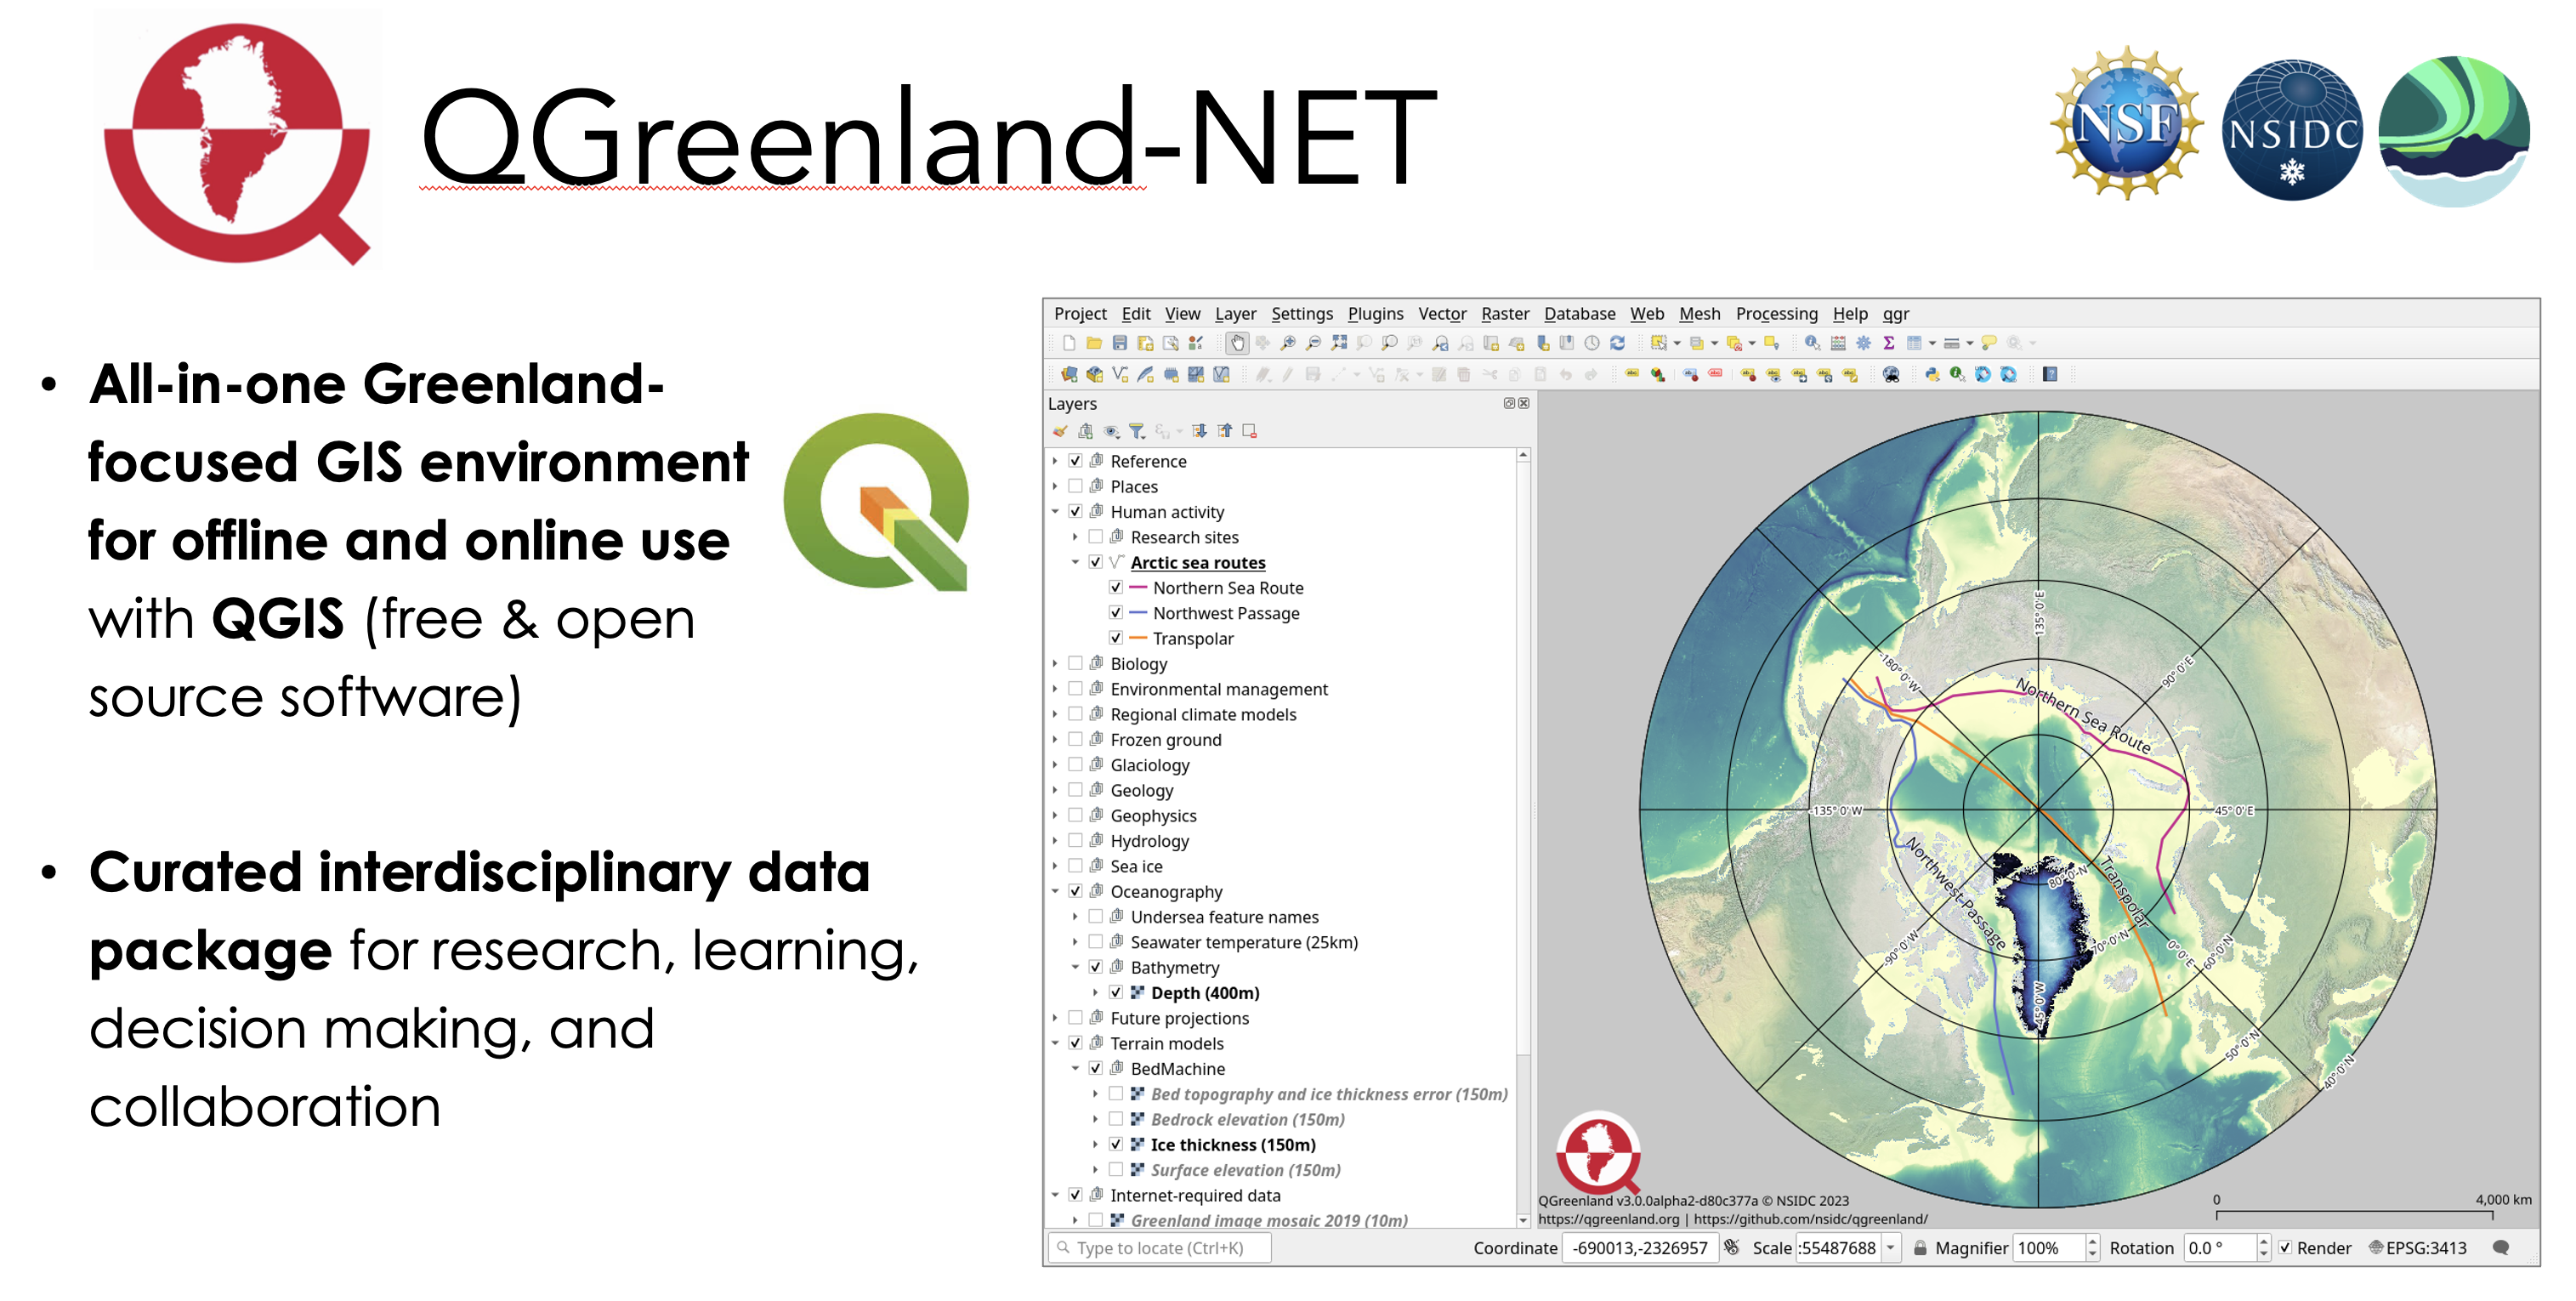 QGreenland-NET
NSF
NSIDC
• All-in-one Greenland-
focused GIS environment
for offline and online use
with QGIS (free & open
source software)
• Curated interdisciplinary data
package for research, learning,
decision making, and
collaboration
Project Edit View Layer Settings Plugins Vector Raster Database Web Mesh Processing Help qgr
Layers
Reference
Places
Human activity
Research sites
Arctic sea routes
Northern Sea Route
Northwest Passage
Transpolar
Biology
Environmental management
Regional climate models
Frozen ground
Glaciology
Geology
Geophysics
Hydrology
Sea ice
Oceanography
Undersea feature names
Seawater temperature (25km)
Bathymetry
Depth (400m)
Future projections
Terrain models
BedMachine
Bed topography and ice thickness error (150m)
Bedrock elevation (150m)
Ice thickness (150m)
Surface elevation (150m)
Internet-required data
Greenland image mosaic 2019 (10m)
135° 0'E
-180° 0'W
90° 0'E
Northern Sea Route
-135° 0'W
45° 0'E
Northwest Passage
Transpolar
80° 0'N
70° 0'N
-90° 0'W
0° 0'E
60° 0'N
-45° 0'W
50° 0'N
40° 0'N
QGreenland v3.0.0alpha2-d80c377a © NSIDC 2023
https://qgreenland.org | https://github.com/nsidc/qgreenland/
0 4,000 km
Type to locate (Ctrl+K) Coordinate -690013,-2326957 Scale :55487688 Magnifier 100% Rotation 0.0 ° Render EPSG:3413